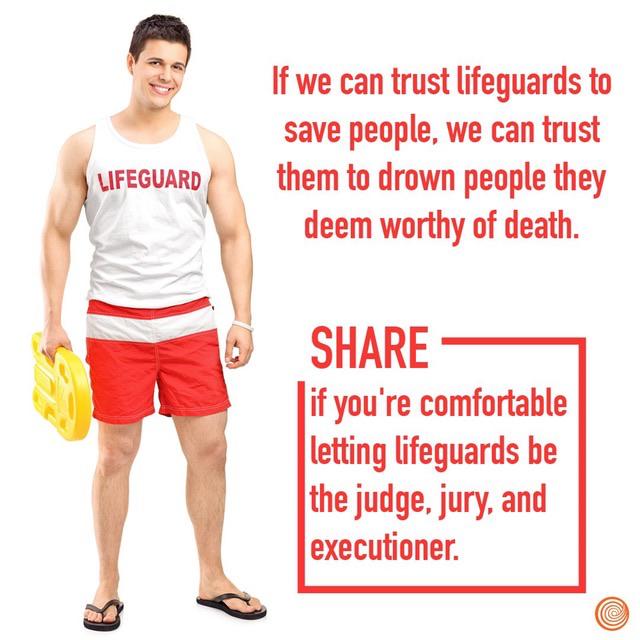 LIFEGUARD
If we can trust lifeguards to
save people, we can trust
them to drown people they
deem worthy of death.
SHARE
if you're comfortable
letting lifeguards be
the judge, jury, and
executioner.